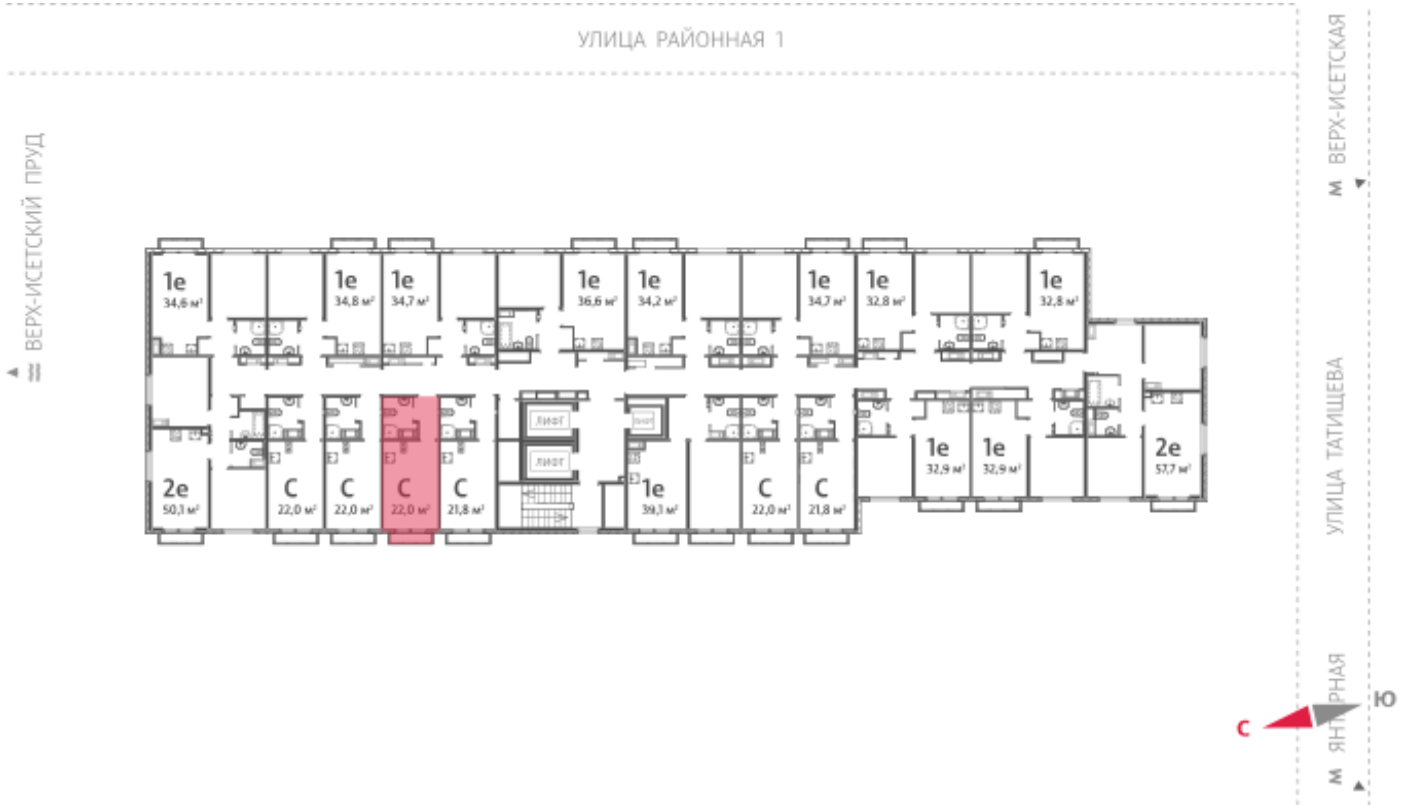 УЛИЦА РАЙОННАЯ 1
М ВЕРХ-ИСЕТСКАЯ
ВЕРХ-ИСЕТСКИЙ ПРУД
1е
34,6 м²
1е
34,8 м²
1е
34,7 м²
1е
36,6 м²
1е
34,2 м²
1е
34,7 м²
1е
32,8 м²
1е
32,8 м²
УЛИЦА ТАТИЩЕВА
ЛИФТ
ЛИФТ
ЛИФТ
2е
50,1 м²
С
22,0 м²
С
22,0 м²
С
22,0 м²
С
21,8 м²
1е
39,1 м²
С
22,0 м²
С
21,8 м²
1е
32,9 м²
1е
32,9 м²
2е
57,7 м²
М ЯНТАРНАЯ
С
Ю